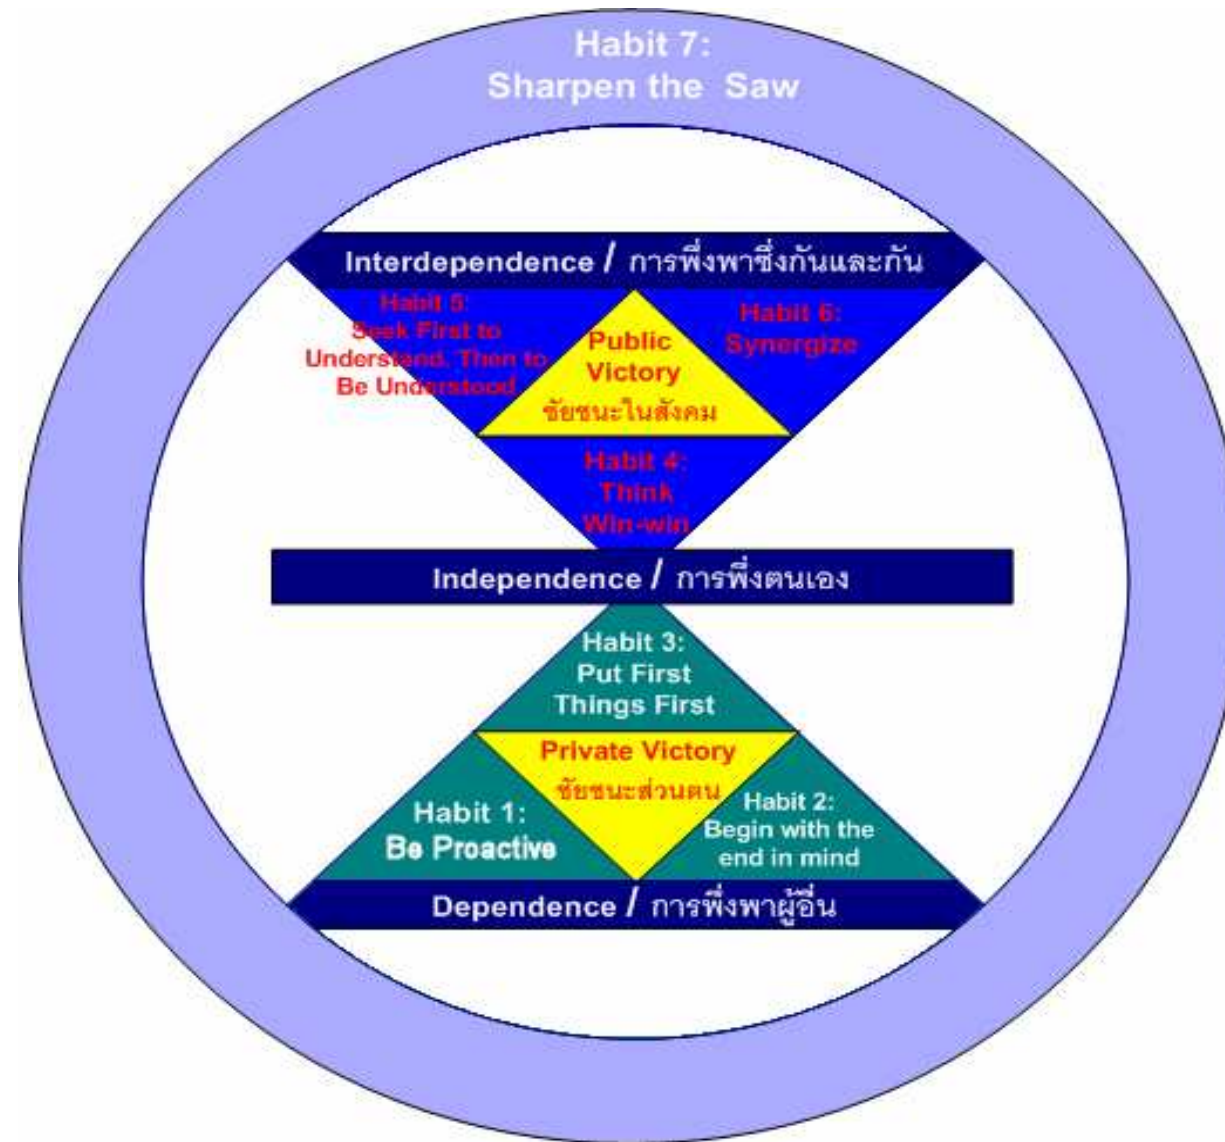 Habit 7:
Sharpen the Saw
Interdependence / การพึ่งพาซึ่งกันและกัน
Habit 5:
Seek First to
Understand, Then to
Be Understood
Public
Victory
ชัยชนะในสังคม
Habit 6:
Synergize
Habit 4:
Think
Win-win
Independence / การพึ่งตนเอง
Habit 3:
Put First
Things First
Private Victory
ชัยชนะส่วนตน
Habit 1:
Be Proactive
Habit 2:
Begin with the
end in mind
Dependence / การพึ่งพาผู้อื่น